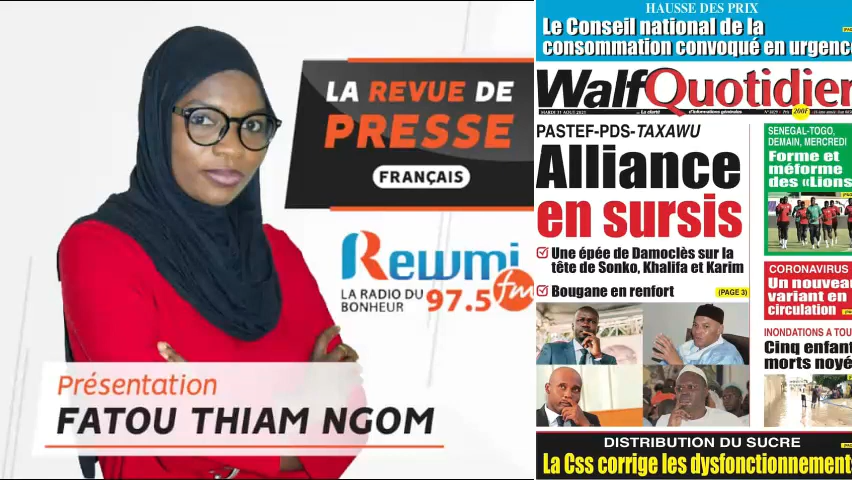 LA REVUE DE
PRESSE
FRANÇAIS
Rewmi
fm
LA RADIO DU
BONHEUR
97.5
Présentation
FATOU THIAM NGOM
HAUSSE DES PRIX
Le Conseil national de la
consommation convoqué en urgence
WalfQuotidien
PASTEF-PDS-TAXAWU
Alliance
en sursis
Une épée de Damoclès sur la
tête de Sonko, Khalifa et Karim
Bougane en renfort
(PAGE 3)
SENEGAL-TOGO,
DEMAIN, MERCREDI
Forme et
méforme
des «Lions
CORONAVIRUS
Un nouveau
variant en
circulation
INONDATIONS A TOU
Cinq enfant
morts noyé
DISTRIBUTION DU SUCRE
La Css corrige les dysfonctionnements